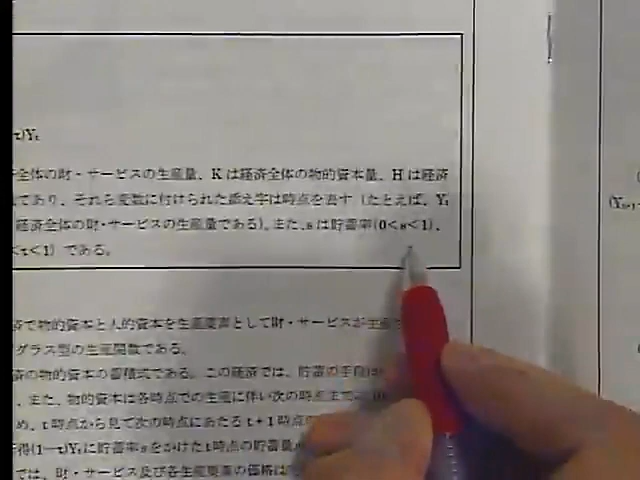 τ)Yₜ
全体の財・サービスの生産量、K は経済全体の物的資本量、H は経済
であり、それら変数に付けられた添え字は時点を表す（たとえば、Yₜ
経済全体の財・サービスの生産量である）。また、s は貯蓄率(0<s<1)、
<τ<1）である。
(Yₜ₊₁
で物的資本と人的資本を生産要素として財・サービスが生産
グラス型の生産関数である。
済の物的資本の蓄積式である。この経済では、貯蓄の手段
、また、物的資本は各時点での生産に伴い次の時点まで
め、t 時点から見て次の時点にあたる t+1 時点
得(1−τ)Yₜに貯蓄率sをかけた t 時点の貯蓄量
では、財・サービス及び各生産要素の価格は